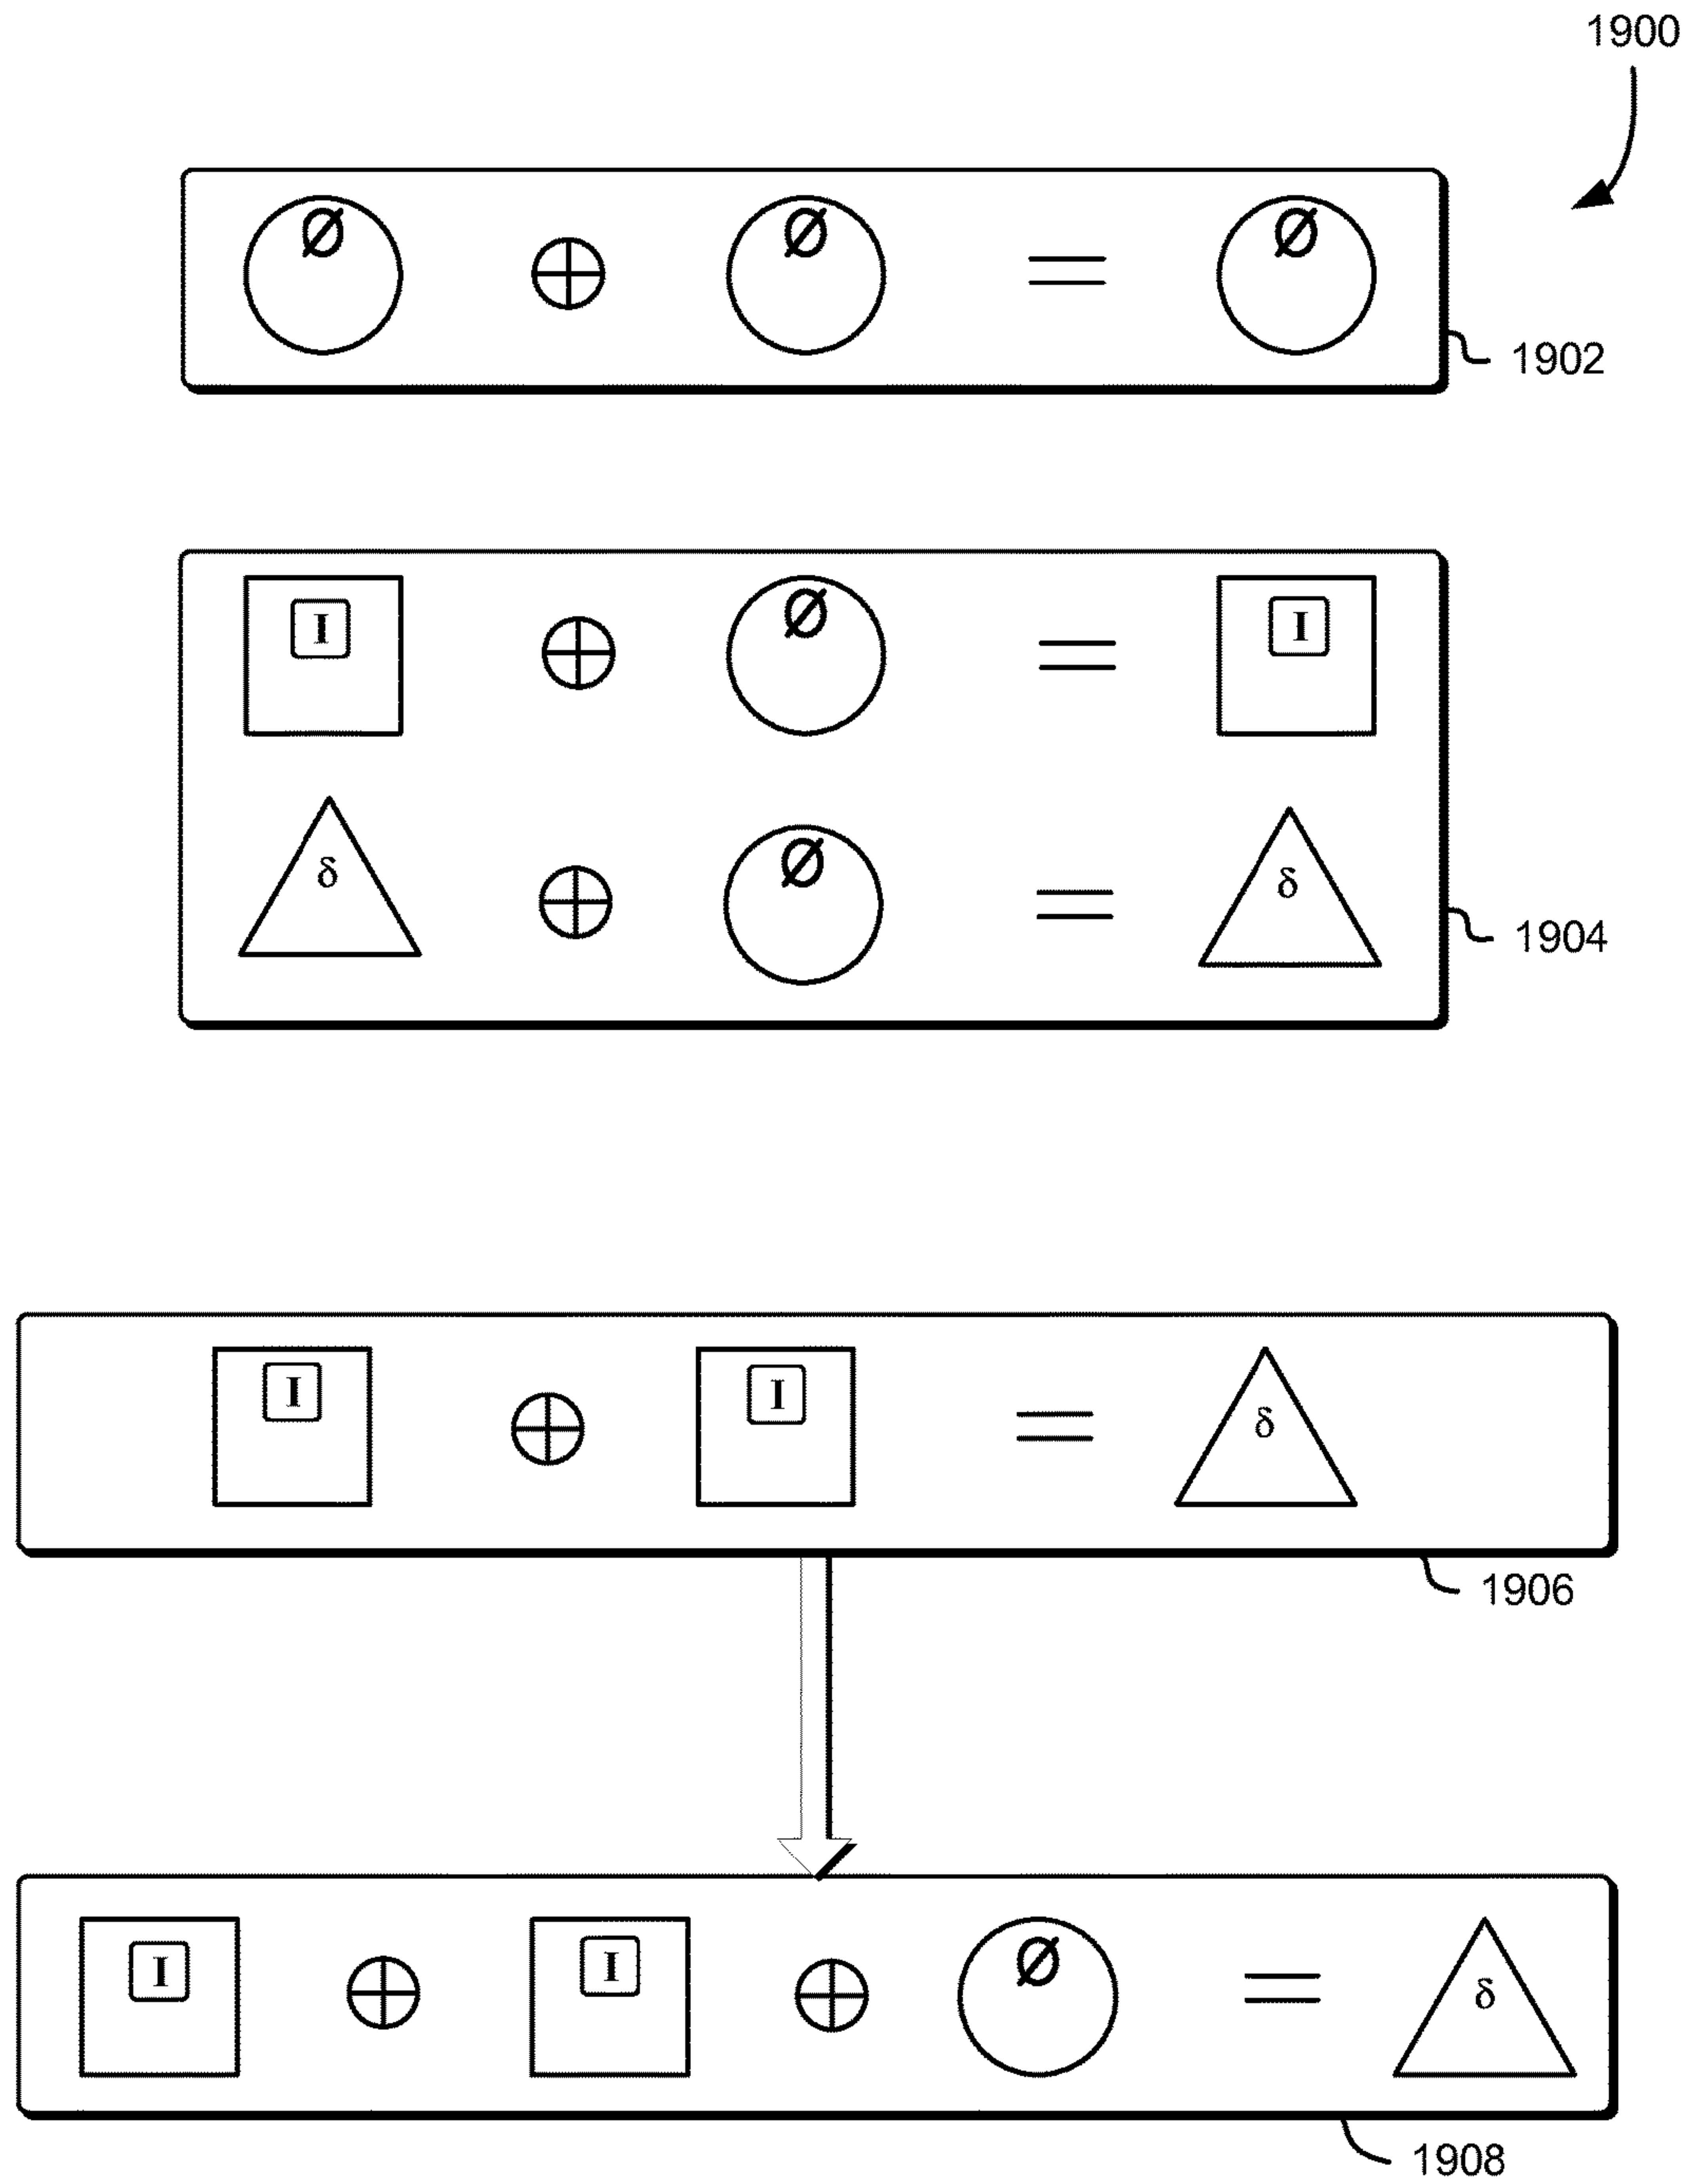 1900
Ø ⊕ Ø = Ø
1902
I ⊕ Ø = I
δ ⊕ Ø = δ
1904
I ⊕ I = δ
1906
I ⊕ I ⊕ Ø = δ
1908